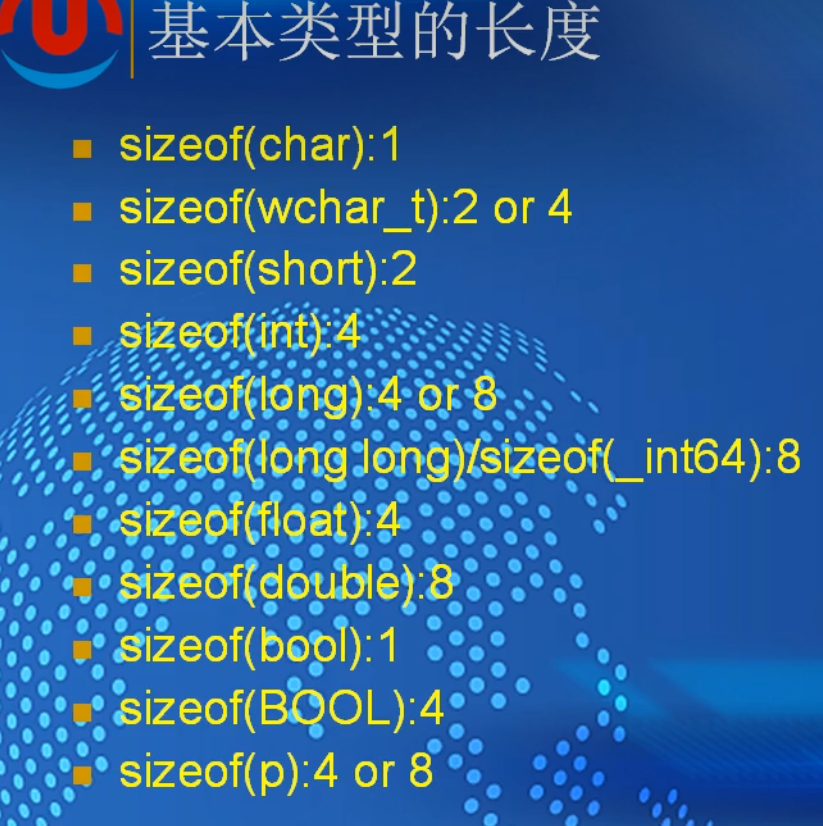 基本类型的长度
sizeof(char):1
sizeof(wchar_t):2 or 4
sizeof(short):2
sizeof(int):4
sizeof(long):4 or 8
sizeof(long long)/sizeof(_int64):8
sizeof(float):4
sizeof(double):8
sizeof(bool):1
sizeof(BOOL):4
sizeof(p):4 or 8